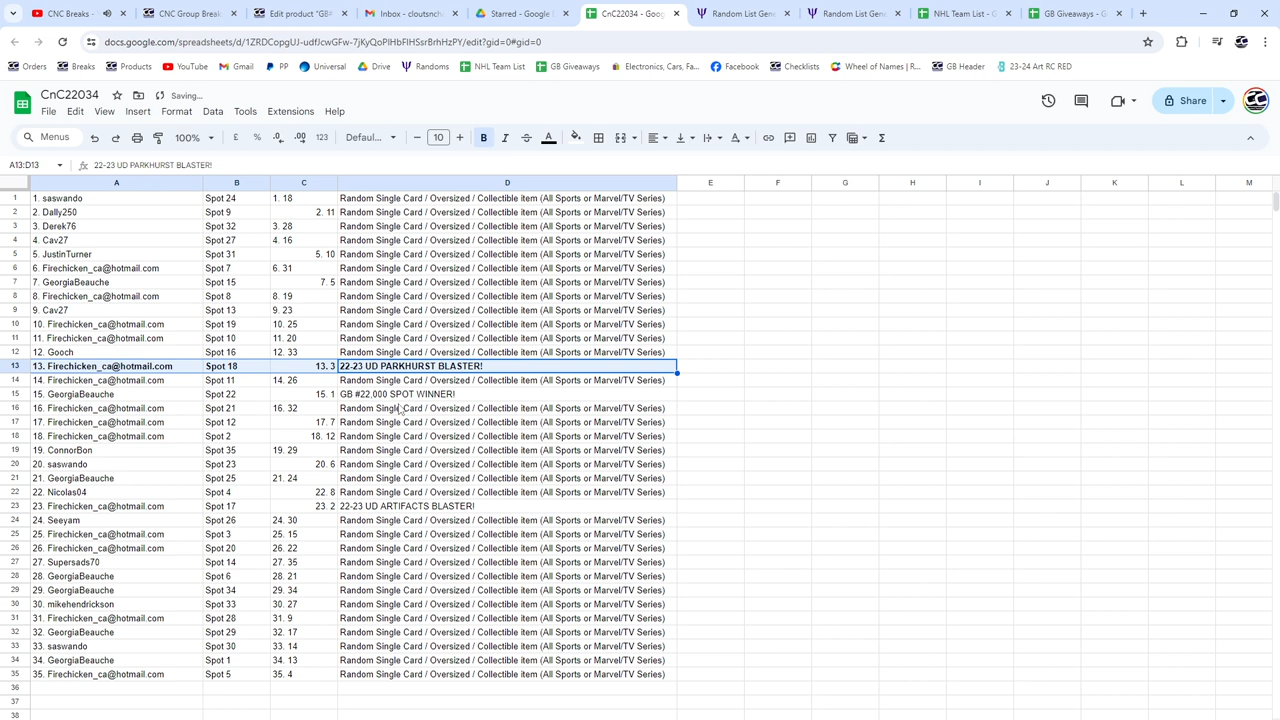 CNC Breaks -
CNC Group Break
Edit product "GB#
Inbox - cloutsnch
Starred - Google D
CnC22034 - Goog
Random List Gene
Random List Gene
NHL Team List - G
GB Giveaways - G
docs.google.com/spreadsheets/d/1ZRDCopgUJ-udfJcwGFw-7jKyQoPIHbFIHSsrBrhHzPY/edit?gid=0#gid=0
Orders Breaks Products YouTube Gmail PP Universal Drive Randoms NHL Team List GB Giveaways Electronics, Cars, Fa... Facebook Checklists Wheel of Names | R... GB Header 23-24 Art RC RED
CnC22034 Saving...
File Edit View Insert Format Data Tools Extensions Help
Share
Menus 100% £ % .0 .00 123 Defaul... 10 B I A
A13:D13 fx 22-23 UD PARKHURST BLASTER!
A B C D E F G H I J K L M
1 1. saswando Spot 24 1. 18 Random Single Card / Oversized / Collectible item (All Sports or Marvel/TV Series)
2 2. Dally250 Spot 9 2. 11 Random Single Card / Oversized / Collectible item (All Sports or Marvel/TV Series)
3 3. Derek76 Spot 32 3. 28 Random Single Card / Oversized / Collectible item (All Sports or Marvel/TV Series)
4 4. Cav27 Spot 27 4. 16 Random Single Card / Oversized / Collectible item (All Sports or Marvel/TV Series)
5 5. JustinTurner Spot 31 5. 10 Random Single Card / Oversized / Collectible item (All Sports or Marvel/TV Series)
6 6. Firechicken_ca@hotmail.com Spot 7 6. 31 Random Single Card / Oversized / Collectible item (All Sports or Marvel/TV Series)
7 7. GeorgiaBeauche Spot 15 7. 5 Random Single Card / Oversized / Collectible item (All Sports or Marvel/TV Series)
8 8. Firechicken_ca@hotmail.com Spot 8 8. 19 Random Single Card / Oversized / Collectible item (All Sports or Marvel/TV Series)
9 9. Cav27 Spot 13 9. 23 Random Single Card / Oversized / Collectible item (All Sports or Marvel/TV Series)
10 10. Firechicken_ca@hotmail.com Spot 19 10. 25 Random Single Card / Oversized / Collectible item (All Sports or Marvel/TV Series)
11 11. Firechicken_ca@hotmail.com Spot 10 11. 20 Random Single Card / Oversized / Collectible item (All Sports or Marvel/TV Series)
12 12. Gooch Spot 16 12. 33 Random Single Card / Oversized / Collectible item (All Sports or Marvel/TV Series)
13 13. Firechicken_ca@hotmail.com Spot 18 13. 3 22-23 UD PARKHURST BLASTER!
14 14. Firechicken_ca@hotmail.com Spot 11 14. 26 Random Single Card / Oversized / Collectible item (All Sports or Marvel/TV Series)
15 15. GeorgiaBeauche Spot 22 15. 1 GB #22,000 SPOT WINNER!
16 16. Firechicken_ca@hotmail.com Spot 21 16. 32 Random Single Card / Oversized / Collectible item (All Sports or Marvel/TV Series)
17 17. Firechicken_ca@hotmail.com Spot 12 17. 7 Random Single Card / Oversized / Collectible item (All Sports or Marvel/TV Series)
18 18. Firechicken_ca@hotmail.com Spot 2 18. 12 Random Single Card / Oversized / Collectible item (All Sports or Marvel/TV Series)
19 19. ConnorBon Spot 35 19. 29 Random Single Card / Oversized / Collectible item (All Sports or Marvel/TV Series)
20 20. saswando Spot 23 20. 6 Random Single Card / Oversized / Collectible item (All Sports or Marvel/TV Series)
21 21. GeorgiaBeauche Spot 25 21. 24 Random Single Card / Oversized / Collectible item (All Sports or Marvel/TV Series)
22 22. Nicolas04 Spot 4 22. 8 Random Single Card / Oversized / Collectible item (All Sports or Marvel/TV Series)
23 23. Firechicken_ca@hotmail.com Spot 17 23. 2 22-23 UD ARTIFACTS BLASTER!
24 24. Seeyam Spot 26 24. 30 Random Single Card / Oversized / Collectible item (All Sports or Marvel/TV Series)
25 25. Firechicken_ca@hotmail.com Spot 3 25. 15 Random Single Card / Oversized / Collectible item (All Sports or Marvel/TV Series)
26 26. Firechicken_ca@hotmail.com Spot 20 26. 22 Random Single Card / Oversized / Collectible item (All Sports or Marvel/TV Series)
27 27. Supersads70 Spot 14 27. 35 Random Single Card / Oversized / Collectible item (All Sports or Marvel/TV Series)
28 28. GeorgiaBeauche Spot 6 28. 21 Random Single Card / Oversized / Collectible item (All Sports or Marvel/TV Series)
29 29. GeorgiaBeauche Spot 34 29. 34 Random Single Card / Oversized / Collectible item (All Sports or Marvel/TV Series)
30 30. mikehendrickson Spot 33 30. 27 Random Single Card / Oversized / Collectible item (All Sports or Marvel/TV Series)
31 31. Firechicken_ca@hotmail.com Spot 28 31. 9 Random Single Card / Oversized / Collectible item (All Sports or Marvel/TV Series)
32 32. GeorgiaBeauche Spot 29 32. 17 Random Single Card / Oversized / Collectible item (All Sports or Marvel/TV Series)
33 33. saswando Spot 30 33. 14 Random Single Card / Oversized / Collectible item (All Sports or Marvel/TV Series)
34 34. GeorgiaBeauche Spot 1 34. 13 Random Single Card / Oversized / Collectible item (All Sports or Marvel/TV Series)
35 35. Firechicken_ca@hotmail.com Spot 5 35. 4 Random Single Card / Oversized / Collectible item (All Sports or Marvel/TV Series)
36
37
38